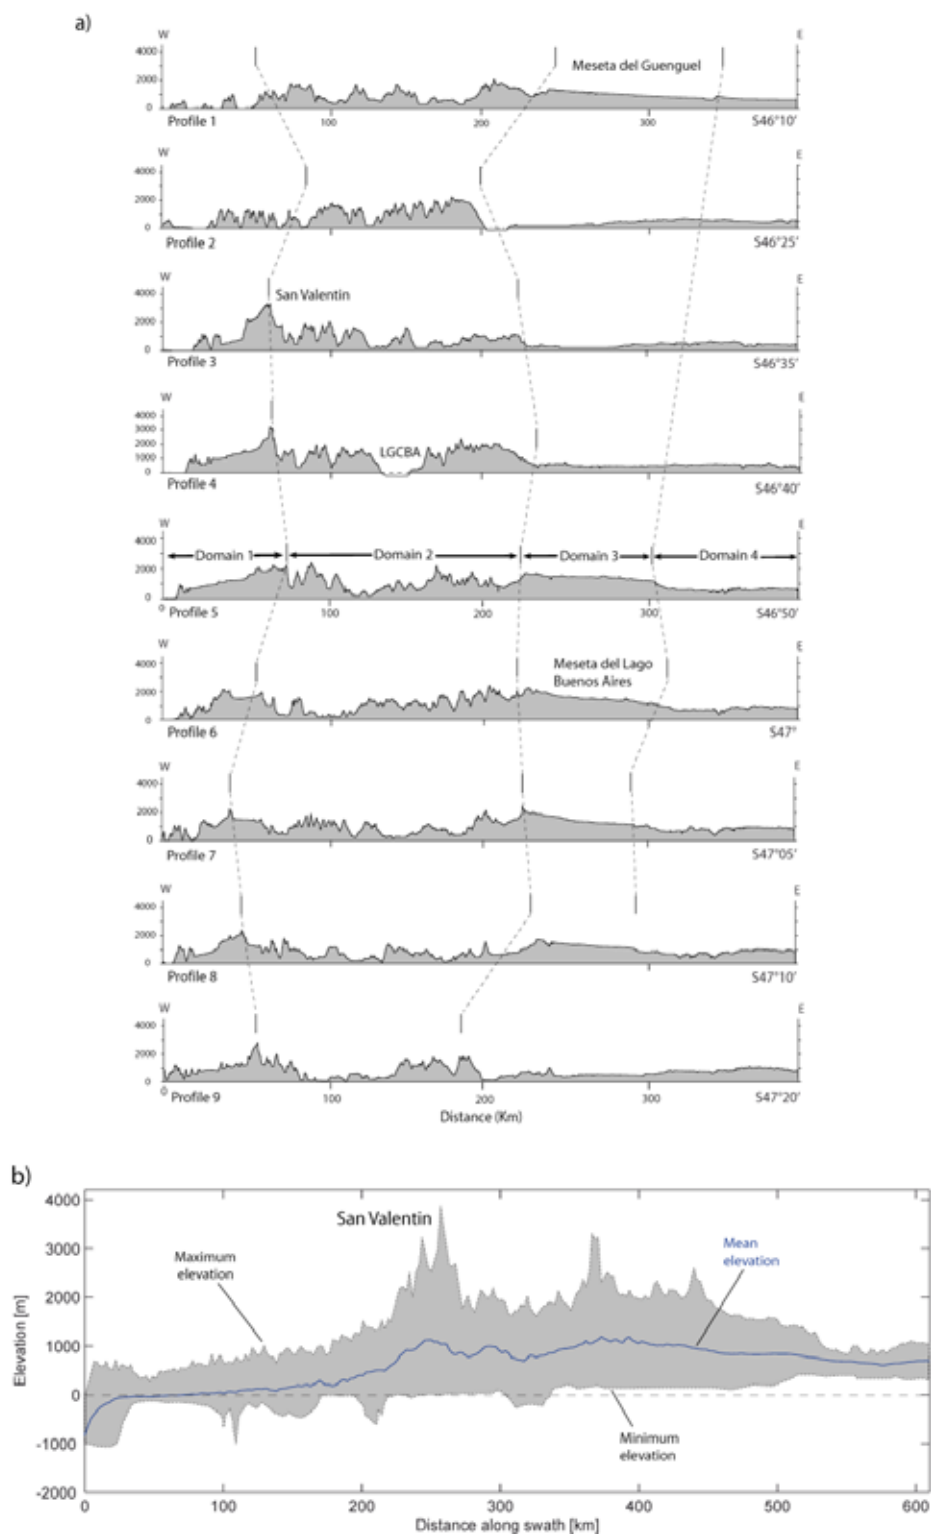 a)
W
E
4000
2000
0
Meseta del Guenguel
100
200
300
Profile 1
S46°10'
E
4000
2000
0
Profile 2
S46°25'
W
E
4000
2000
0
San Valentin
Profile 3
S46°35'
W
E
4000
3000
2000
1000
0
LGCBA
Profile 4
S46°40'
W
E
4000
2000
0
Domain 1
Domain 2
Domain 3
Domain 4
0
100
200
300
Profile 5
S46°50'
W
E
4000
2000
0
Meseta del Lago
Buenos Aires
Profile 6
S47°
W
E
4000
2000
0
Profile 7
S47°05'
W
E
4000
2000
0
Profile 8
S47°10'
W
E
4000
2000
0
0
100
200
300
Profile 9
Distance (Km)
S47°20'
b)
4000
3000
2000
1000
0
-1000
-2000
Elevation [m]
San Valentin
Maximum
elevation
Mean
elevation
Minimum
elevation
0
100
200
300
400
500
600
Distance along swath [km]